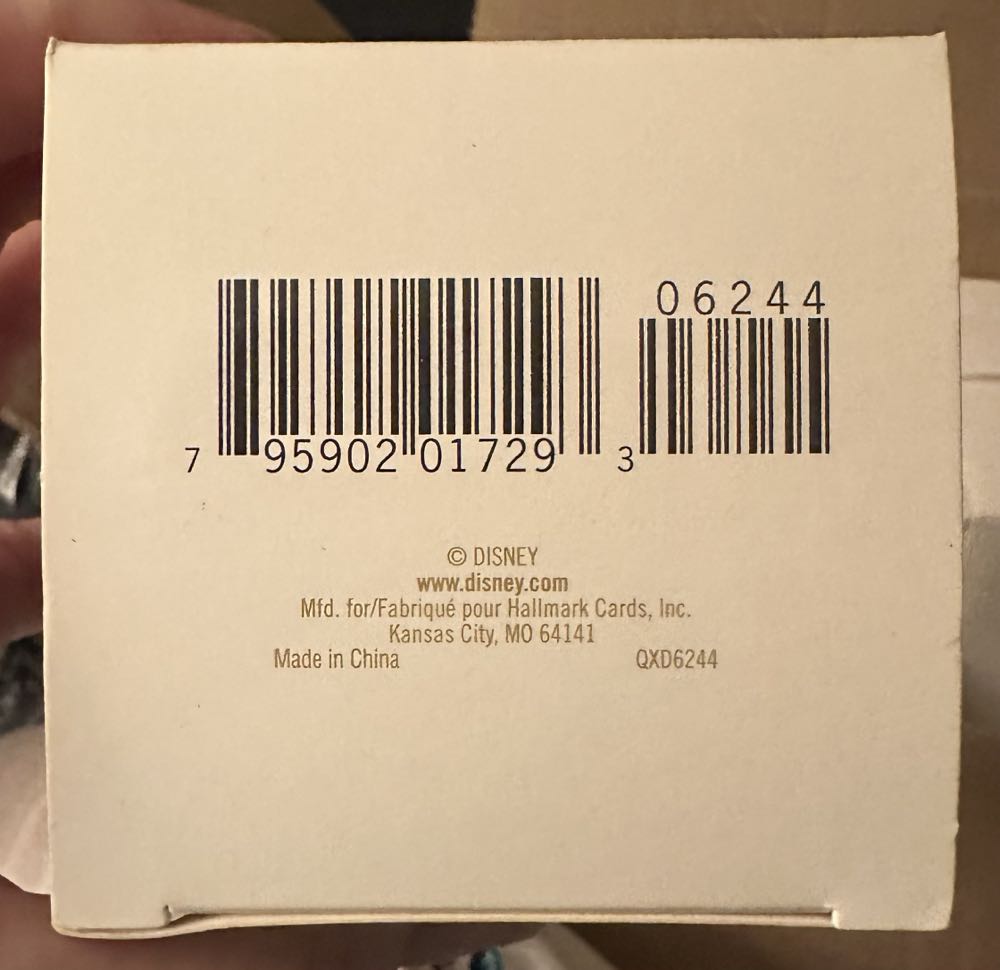 06244
7 95902 01729 3
© DISNEY
www.disney.com
Mfd. for/Fabriqué pour Hallmark Cards, Inc.
Kansas City, MO 64141
Made in China QXD6244